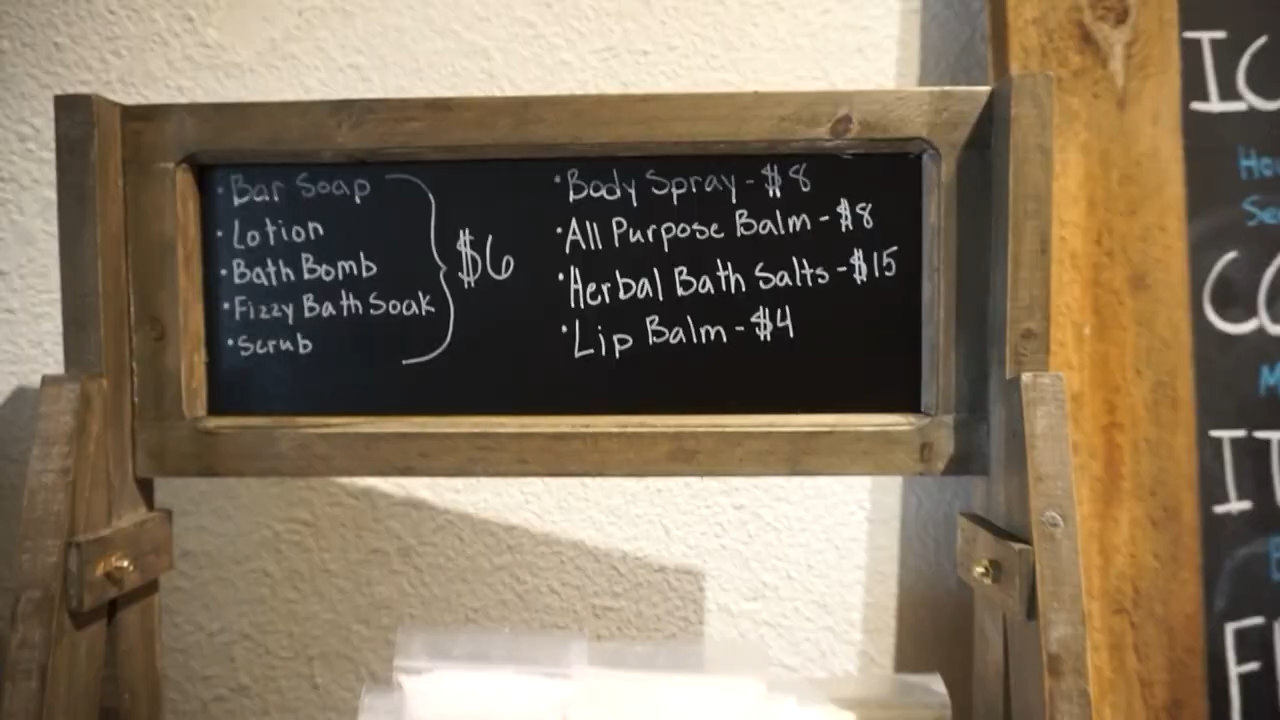 • Bar Soap
• Lotion
• Bath Bomb
• Fizzy Bath Soak
• Scrub
$6
• Body Spray - $8
• All Purpose Balm - $8
• Herbal Bath Salts - $15
• Lip Balm - $4